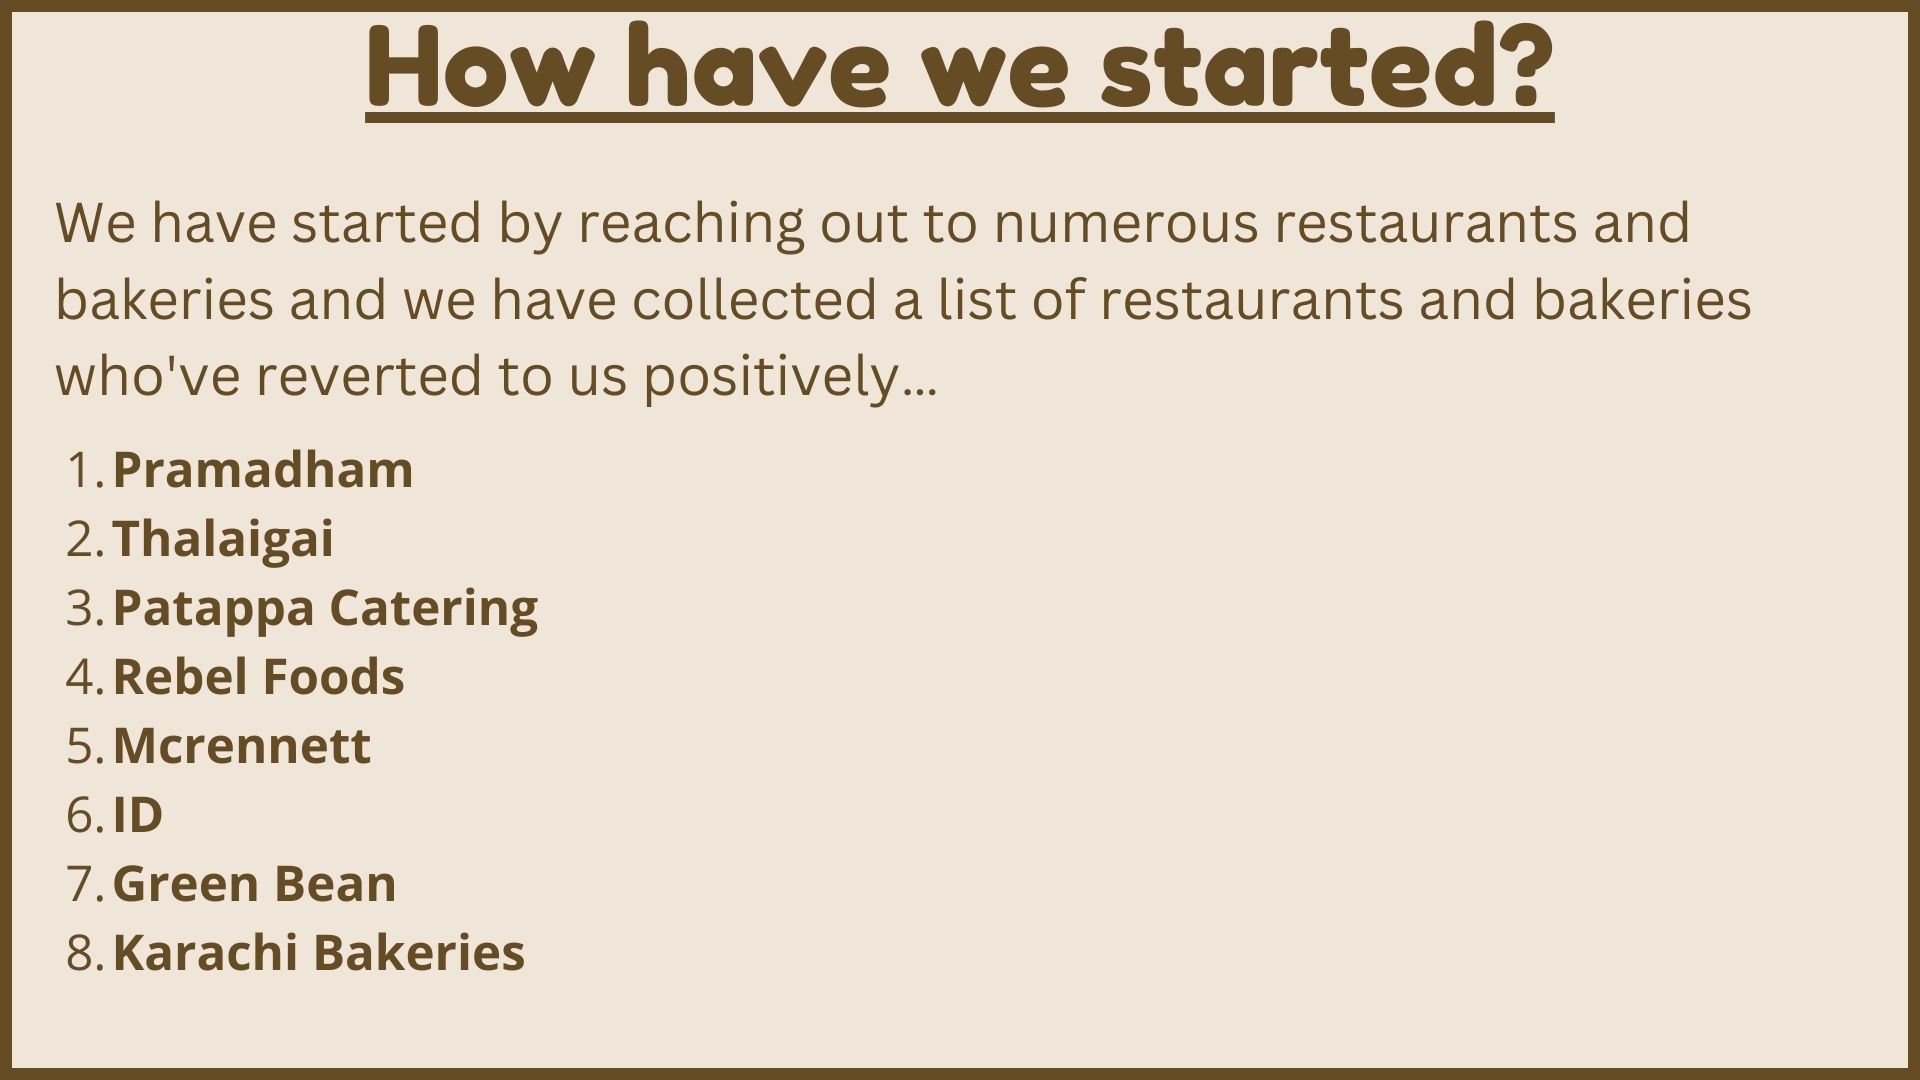 How have we started?
We have started by reaching out to numerous restaurants and
bakeries and we have collected a list of restaurants and bakeries
who've reverted to us positively...
1. Pramadham
2. Thalaigai
3. Patappa Catering
4. Rebel Foods
5. Mcrennett
6. ID
7. Green Bean
8. Karachi Bakeries